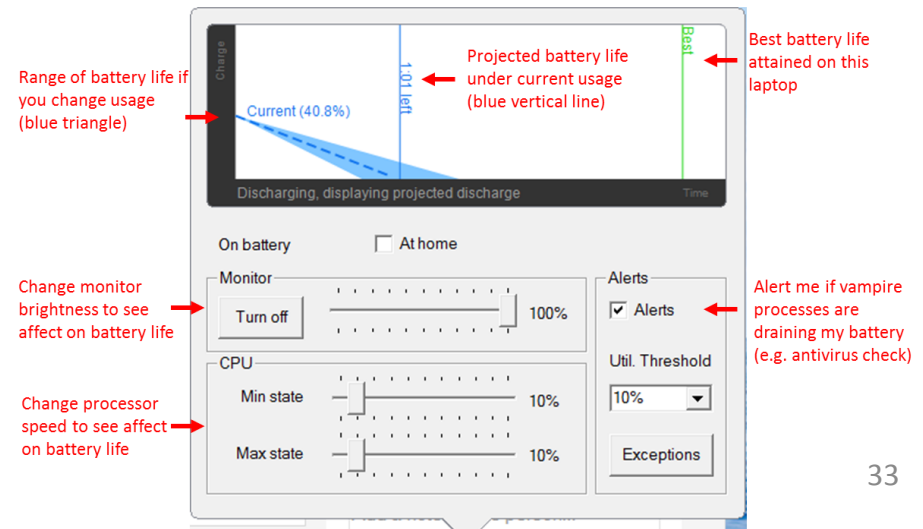 Range of battery life if
you change usage
(blue triangle)
Charge
Current (40.8%)
1:01 left
Projected battery life
under current usage
(blue vertical line)
Best
Best battery life
attained on this
laptop
Discharging, displaying projected discharge
Time
On battery
At home
Change monitor
brightness to see
affect on battery life
Monitor
Turn off
100%
Alerts
Alerts
Util. Threshold
10%
Exceptions
Alert me if vampire
processes are
draining my battery
(e.g. antivirus check)
Change processor
speed to see affect
on battery life
CPU
Min state
10%
Max state
10%
33